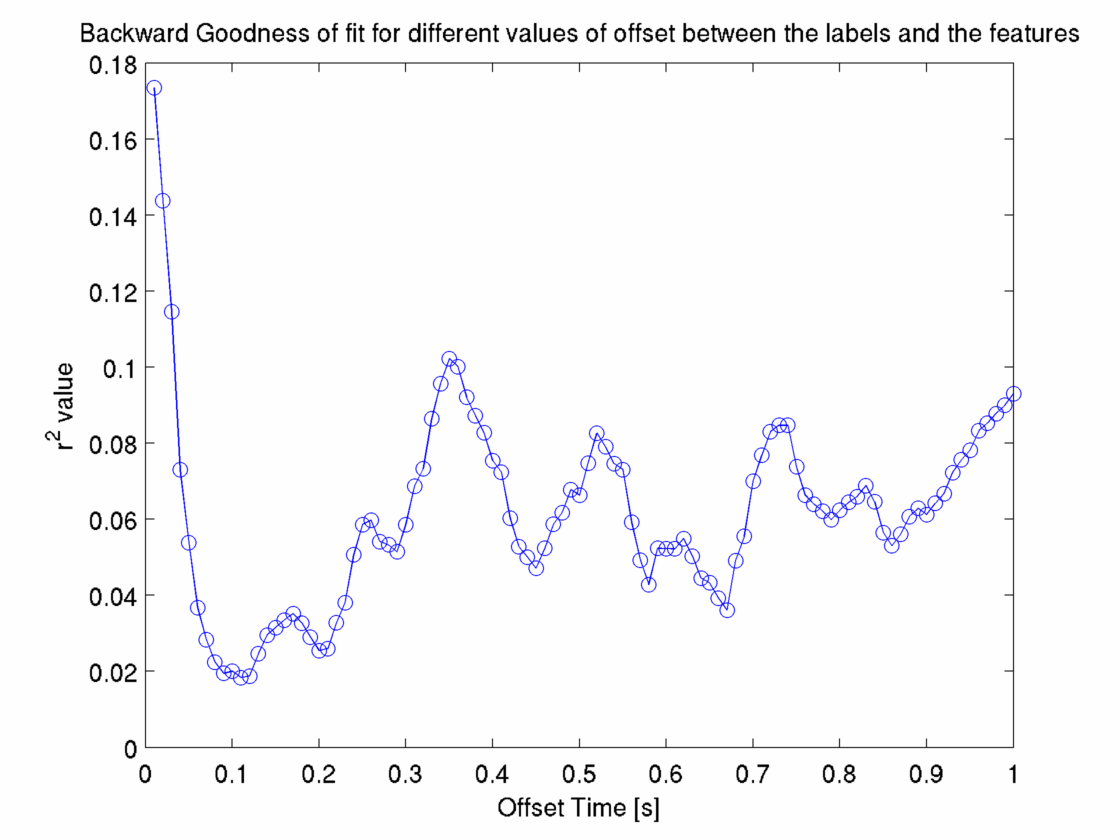 Backward Goodness of fit for different values of offset between the labels and the features
0.18
0.16
0.14
0.12
0.1
0.08
0.06
0.04
0.02
0
r² value
0 0.1 0.2 0.3 0.4 0.5 0.6 0.7 0.8 0.9 1
Offset Time [s]